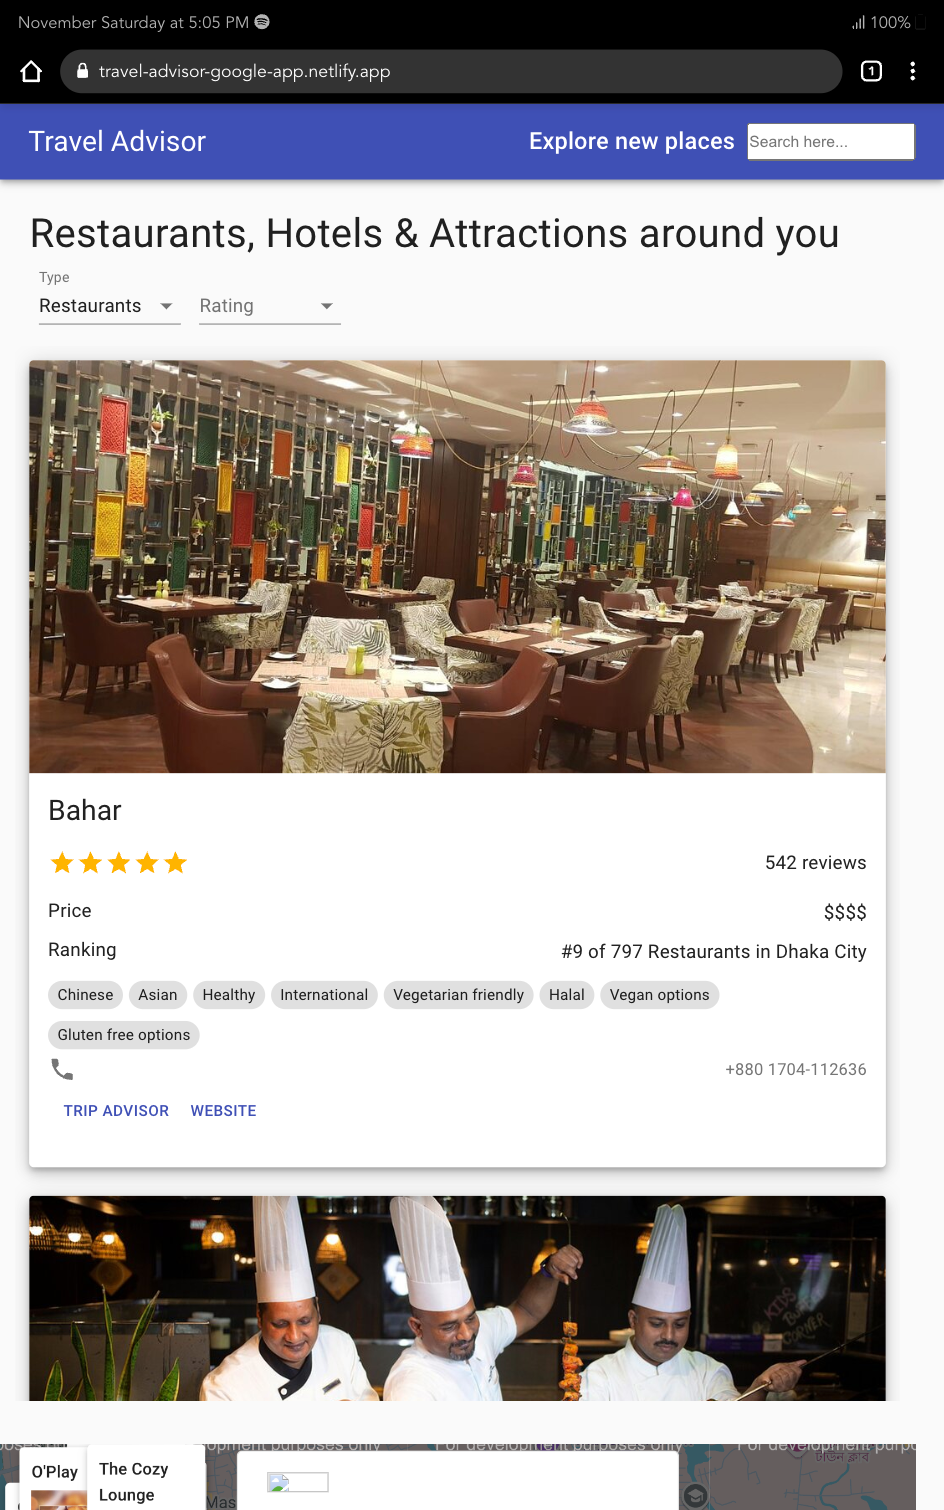 November Saturday at 5:05 PM
100%
travel-advisor-google-app.netlify.app
1
Travel Advisor
Explore new places
Search here...
Restaurants, Hotels & Attractions around you
Type
Restaurants
Rating
Bahar
542 reviews
Price
$$$$
Ranking
#9 of 797 Restaurants in Dhaka City
Chinese
Asian
Healthy
International
Vegetarian friendly
Halal
Vegan options
Gluten free options
+880 1704-112636
TRIP ADVISOR
WEBSITE
KIDS
CORNER
opment purposes only
For development purposes only
For development purpo
O'Play
The Cozy
Lounge
Mas